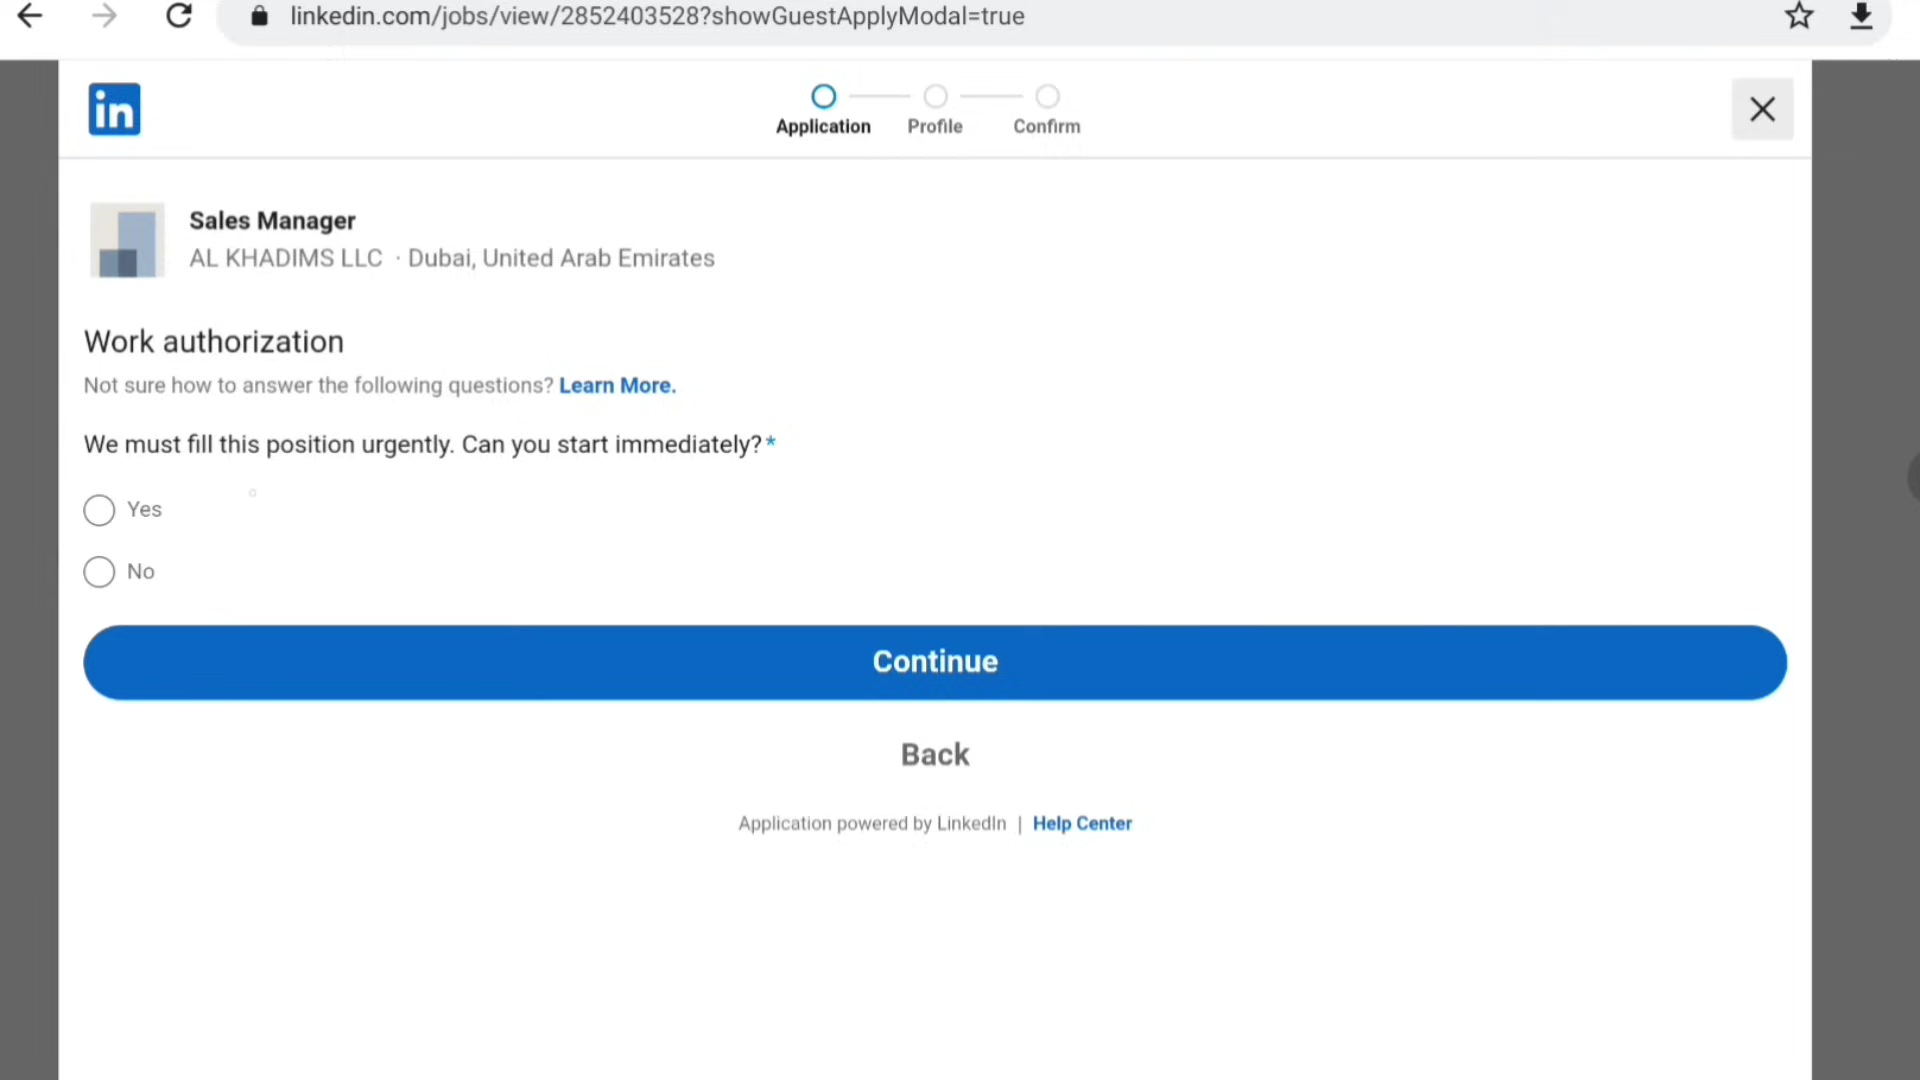 linkedin.com/jobs/view/2852403528?showGuestApplyModal=true
in
Application Profile Confirm
Sales Manager
AL KHADIMS LLC · Dubai, United Arab Emirates
Work authorization
Not sure how to answer the following questions? Learn More.
We must fill this position urgently. Can you start immediately?*
Yes
No
Continue
Back
Application powered by LinkedIn | Help Center